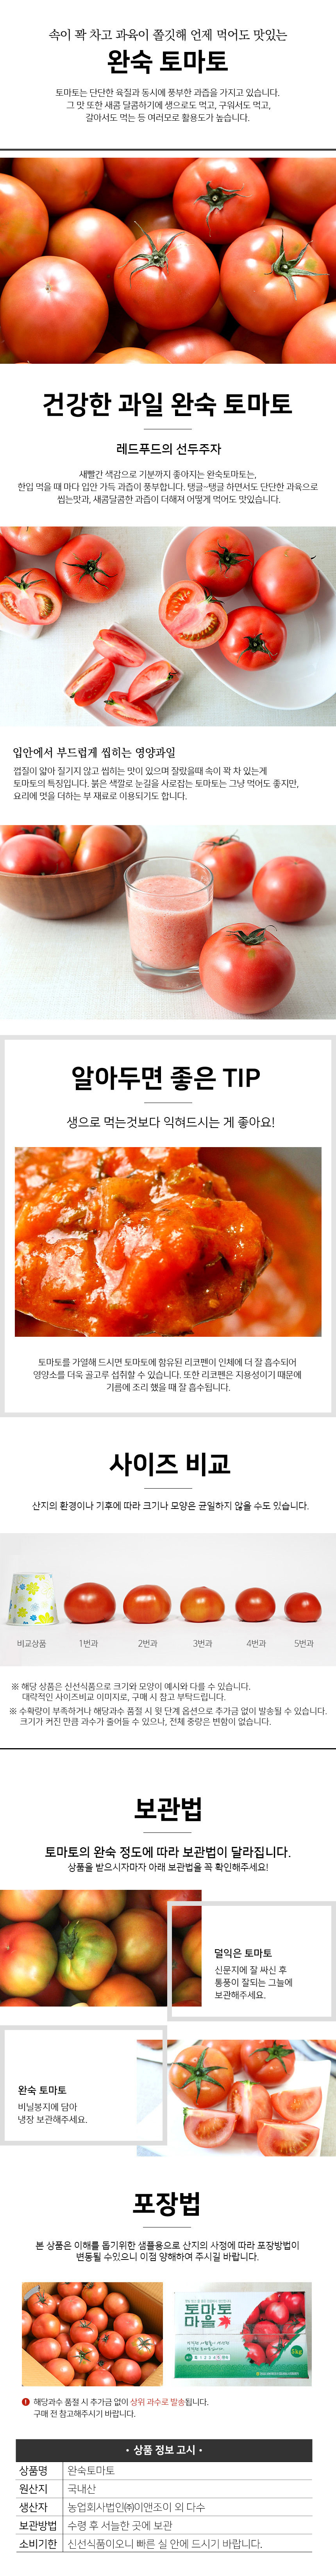 속이 꽉 차고 과육이 쫄깃해 언제 먹어도 맛있는
완숙 토마토
토마토는 단단한 육질과 동시에 풍부한 과즙을 가지고 있습니다.
그 맛 또한 새콤 달콤하기에 생으로도 먹고, 구워서도 먹고,
갈아서도 먹는 등 여러모로 활용도가 높습니다.
건강한 과일 완숙 토마토
레드푸드의 선두주자
새빨간 색감으로 기분까지 좋아지는 완숙토마토는,
한입 먹을 때 마다 입안 가득 과즙이 풍부합니다. 탱글~탱글 하면서도 단단한 과육으로
씹는맛과, 새콤달콤한 과즙이 더해져 어떻게 먹어도 맛있습니다.
입안에서 부드럽게 씹히는 영양과일
껍질이 얇아 질기지 않고 씹히는 맛이 있으며 잘랐을때 속이 꽉 차 있는게
토마토의 특징입니다. 붉은 색깔로 눈길을 사로잡는 토마토는 그냥 먹어도 좋지만,
요리에 멋을 더하는 부 재료로 이용되기도 합니다.
알아두면 좋은 TIP
생으로 먹는것보다 익혀드시는 게 좋아요!
토마토를 가열해 드시면 토마토에 함유된 리코펜이 인체에 더 잘 흡수되어
영양소를 더욱 골고루 섭취할 수 있습니다. 또한 리코펜은 지용성이기 때문에
기름에 조리 했을 때 잘 흡수됩니다.
사이즈 비교
산지의 환경이나 기후에 따라 크기나 모양은 균일하지 않을 수도 있습니다.
비교상품 1번과 2번과 3번과 4번과 5번과
※ 해당 상품은 신선식품으로 크기와 모양이 예시와 다를 수 있습니다.
대략적인 사이즈비교 이미지로, 구매 시 참고 부탁드립니다.
※ 수확량이 부족하거나 해당과수 품절 시 윗 단계 옵션으로 추가금 없이 발송될 수 있습니다.
크기가 커진 만큼 과수가 줄어들 수 있으나, 전체 중량은 변함이 없습니다.
보관법
토마토의 완숙 정도에 따라 보관법이 달라집니다.
상품을 받으시자마자 아래 보관법을 꼭 확인해주세요!
덜익은 토마토
신문지에 잘 싸신 후
통풍이 잘되는 그늘에
보관해주세요.
완숙 토마토
비닐봉지에 담아
냉장 보관해주세요.
포장법
본 상품은 이해를 돕기위한 샘플용으로 산지의 사정에 따라 포장방법이
변동될 수있으니 이점 양해하여 주시길 바랍니다.
토마토
마을
5kg
! 해당과수 품절 시 추가금 없이 상위 과수로 발송됩니다.
구매 전 참고해주시기 바랍니다.
• 상품 정보 고시 •
상품명 완숙토마토
원산지 국내산
생산자 농업회사법인㈜이앤조이 외 다수
보관방법 수령 후 서늘한 곳에 보관
소비기한 신선식품이오니 빠른 실 안에 드시기 바랍니다.